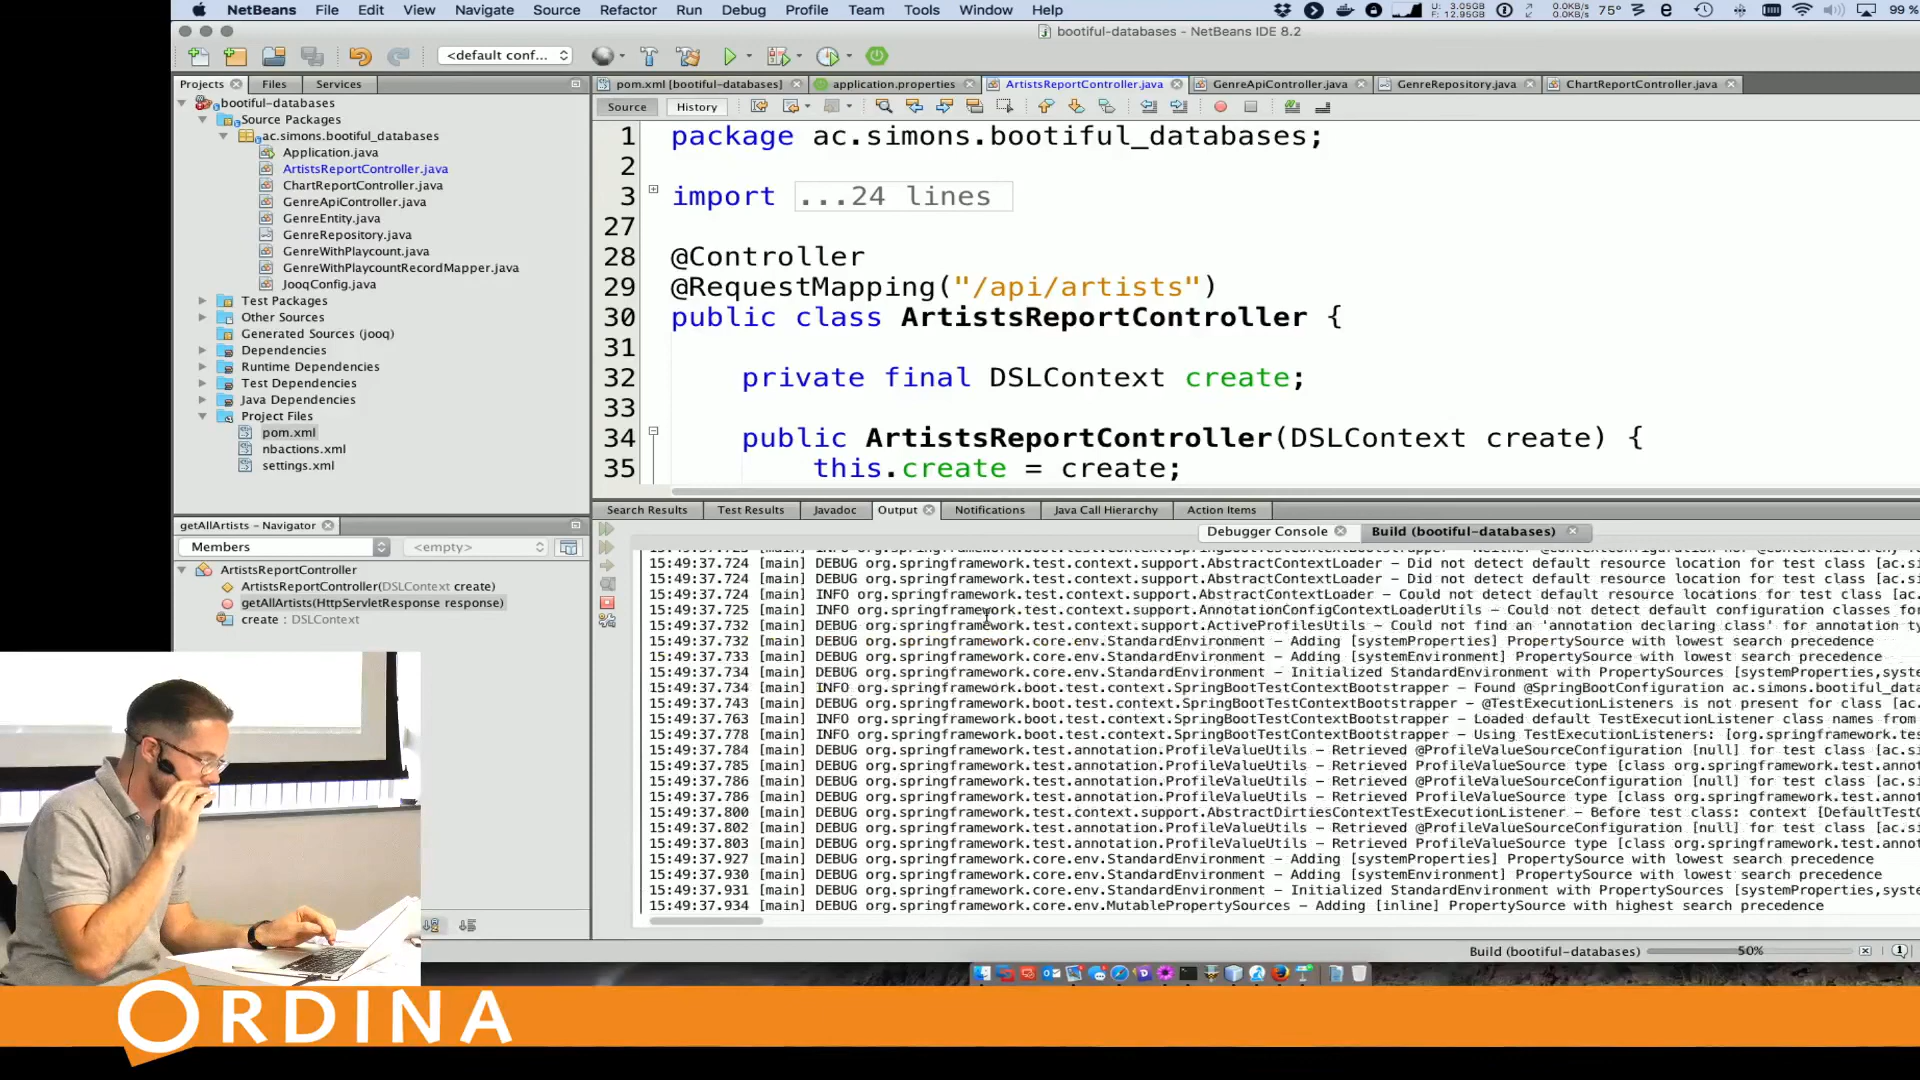 NetBeans File Edit View Navigate Source Refactor Run Debug Profile Team Tools Window Help
U: 3.05GB F: 12.95GB 0.0KB/s 0.0KB/s 75° 99 %
bootiful-databases - NetBeans IDE 8.2
<default conf...
Projects Files Services
bootiful-databases
Source Packages
ac.simons.bootiful_databases
Application.java
ArtistsReportController.java
ChartReportController.java
GenreApiController.java
GenreEntity.java
GenreRepository.java
GenreWithPlaycount.java
GenreWithPlaycountRecordMapper.java
JooqConfig.java
Test Packages
Other Sources
Generated Sources (jooq)
Dependencies
Runtime Dependencies
Test Dependencies
Java Dependencies
Project Files
pom.xml
nbactions.xml
settings.xml
getAllArtists - Navigator
Members <empty>
ArtistsReportController
ArtistsReportController(DSLContext create)
getAllArtists(HttpServletResponse response)
create : DSLContext
pom.xml [bootiful-databases] application.properties ArtistsReportController.java GenreApiController.java GenreRepository.java ChartReportController.java
Source History
1 package ac.simons.bootiful_databases;
2
3 import ...24 lines
27
28 @Controller
29 @RequestMapping("/api/artists")
30 public class ArtistsReportController {
31
32 private final DSLContext create;
33
34 public ArtistsReportController(DSLContext create) {
35 this.create = create;
Search Results Test Results Javadoc Output Notifications Java Call Hierarchy Action Items
Debugger Console Build (bootiful-databases)
15:49:37.724 [main] DEBUG org.springframework.test.context.support.AbstractContextLoader - Did not detect default resource location for test class [ac.si
15:49:37.724 [main] DEBUG org.springframework.test.context.support.AbstractContextLoader - Did not detect default resource location for test class [ac.si
15:49:37.724 [main] INFO org.springframework.test.context.support.AbstractContextLoader - Could not detect default resource locations for test class [ac.
15:49:37.725 [main] INFO org.springframework.test.context.support.AnnotationConfigContextLoaderUtils - Could not detect default configuration classes for
15:49:37.732 [main] DEBUG org.springframework.test.context.support.ActiveProfilesUtils - Could not find an 'annotation declaring class' for annotation ty
15:49:37.732 [main] DEBUG org.springframework.core.env.StandardEnvironment - Adding [systemProperties] PropertySource with lowest search precedence
15:49:37.733 [main] DEBUG org.springframework.core.env.StandardEnvironment - Adding [systemEnvironment] PropertySource with lowest search precedence
15:49:37.734 [main] DEBUG org.springframework.core.env.StandardEnvironment - Initialized StandardEnvironment with PropertySources [systemProperties,syste
15:49:37.734 [main] INFO org.springframework.boot.test.context.SpringBootTestContextBootstrapper - Found @SpringBootConfiguration ac.simons.bootiful_data
15:49:37.743 [main] DEBUG org.springframework.boot.test.context.SpringBootTestContextBootstrapper - @TestExecutionListeners is not present for class [ac.
15:49:37.763 [main] INFO org.springframework.boot.test.context.SpringBootTestContextBootstrapper - Loaded default TestExecutionListener class names from
15:49:37.778 [main] INFO org.springframework.boot.test.context.SpringBootTestContextBootstrapper - Using TestExecutionListeners: [org.springframework.tes
15:49:37.784 [main] DEBUG org.springframework.test.annotation.ProfileValueUtils - Retrieved @ProfileValueSourceConfiguration [null] for test class [ac.si
15:49:37.785 [main] DEBUG org.springframework.test.annotation.ProfileValueUtils - Retrieved ProfileValueSource type [class org.springframework.test.annot
15:49:37.786 [main] DEBUG org.springframework.test.annotation.ProfileValueUtils - Retrieved @ProfileValueSourceConfiguration [null] for test class [ac.si
15:49:37.786 [main] DEBUG org.springframework.test.annotation.ProfileValueUtils - Retrieved ProfileValueSource type [class org.springframework.test.annot
15:49:37.800 [main] DEBUG org.springframework.test.context.support.AbstractDirtiesContextTestExecutionListener - Before test class: context [DefaultTestC
15:49:37.802 [main] DEBUG org.springframework.test.annotation.ProfileValueUtils - Retrieved @ProfileValueSourceConfiguration [null] for test class [ac.si
15:49:37.803 [main] DEBUG org.springframework.test.annotation.ProfileValueUtils - Retrieved ProfileValueSource type [class org.springframework.test.annot
15:49:37.927 [main] DEBUG org.springframework.core.env.StandardEnvironment - Adding [systemProperties] PropertySource with lowest search precedence
15:49:37.930 [main] DEBUG org.springframework.core.env.StandardEnvironment - Adding [systemEnvironment] PropertySource with lowest search precedence
15:49:37.931 [main] DEBUG org.springframework.core.env.StandardEnvironment - Initialized StandardEnvironment with PropertySources [systemProperties,syste
15:49:37.934 [main] DEBUG org.springframework.core.env.MutablePropertySources - Adding [inline] PropertySource with highest search precedence
Build (bootiful-databases) 50%
ORDINA